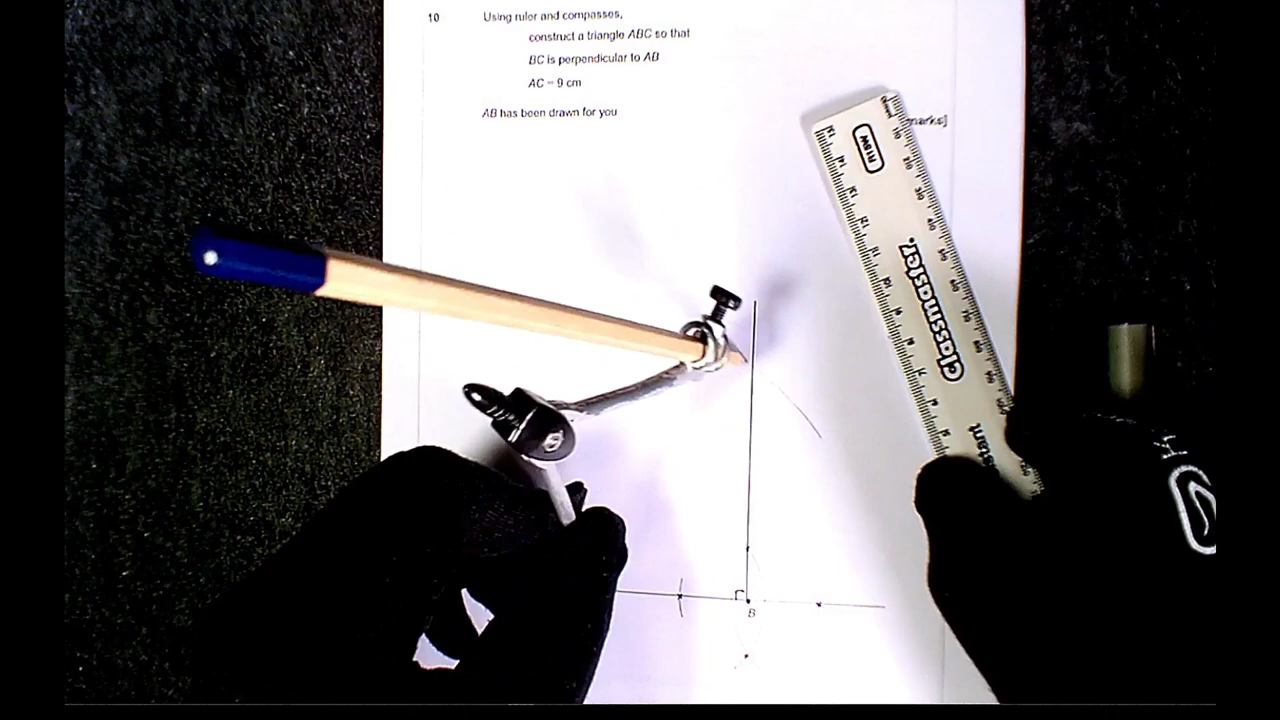 10 Using ruler and compasses,
construct a triangle ABC so that
BC is perpendicular to AB
AC = 9 cm
AB has been drawn for you
marks]
Classmaster.
B